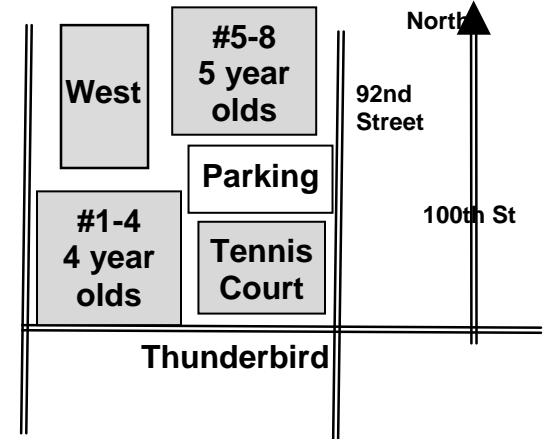 North
#5-8
5 year
olds
West
92nd
Street
Parking
100th St
#1-4
4 year
olds
Tennis
Court
Thunderbird